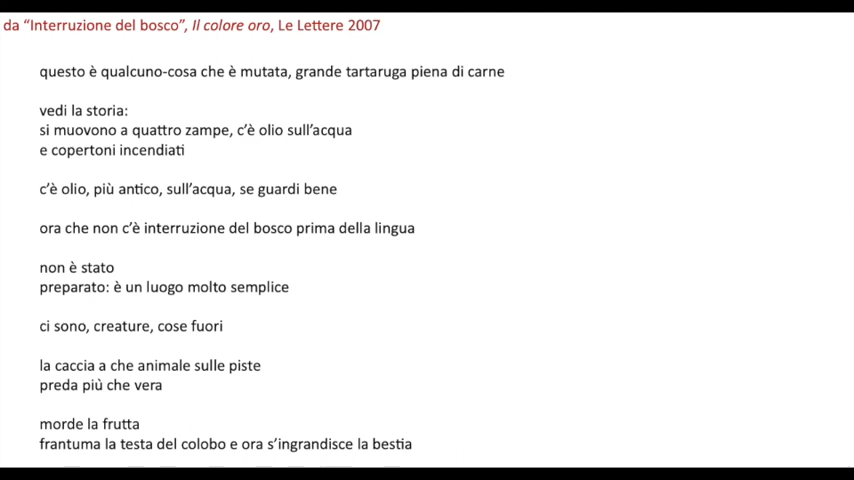 da “Interruzione del bosco”, Il colore oro, Le Lettere 2007
questo è qualcuno-cosa che è mutata, grande tartaruga piena di carne
vedi la storia:
si muovono a quattro zampe, c’è olio sull’acqua
e copertoni incendiati
c’è olio, più antico, sull’acqua, se guardi bene
ora che non c’è interruzione del bosco prima della lingua
non è stato
preparato: è un luogo molto semplice
ci sono, creature, cose fuori
la caccia a che animale sulle piste
preda più che vera
morde la frutta
frantuma la testa del colobo e ora s’ingrandisce la bestia